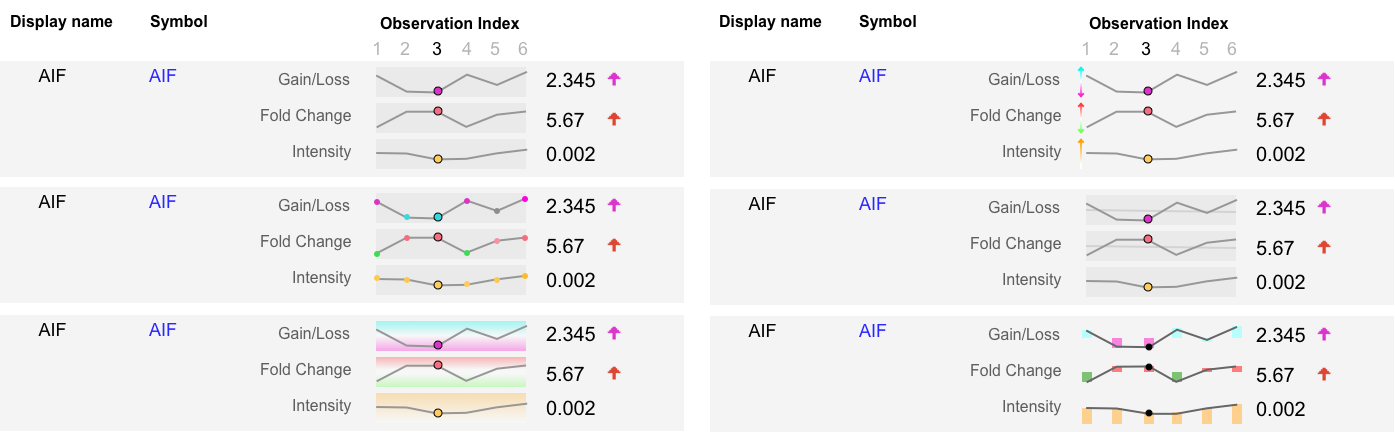 Display name Symbol Observation Index
1 2 3 4 5 6
AIF AIF Gain/Loss 2.345
Fold Change 5.67
Intensity 0.002
AIF AIF Gain/Loss 2.345
Fold Change 5.67
Intensity 0.002
AIF AIF Gain/Loss 2.345
Fold Change 5.67
Intensity 0.002
Display name Symbol Observation Index
1 2 3 4 5 6
AIF AIF Gain/Loss 2.345
Fold Change 5.67
Intensity 0.002
AIF AIF Gain/Loss 2.345
Fold Change 5.67
Intensity 0.002
AIF AIF Gain/Loss 2.345
Fold Change 5.67
Intensity 0.002